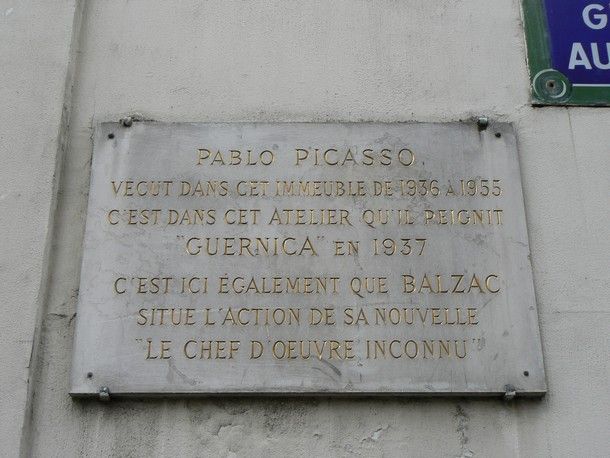 G
AU
PABLO PICASSO
VECUT DANS CET IMMEUBLE DE 1936 A 1955
C'EST DANS CET ATELIER QU'IL PEIGNIT
"GUERNICA" EN 1937
C'EST ICI ÉGALEMENT QUE BALZAC
SITUE L'ACTION DE SA NOUVELLE
"LE CHEF D'ŒUVRE INCONNU"